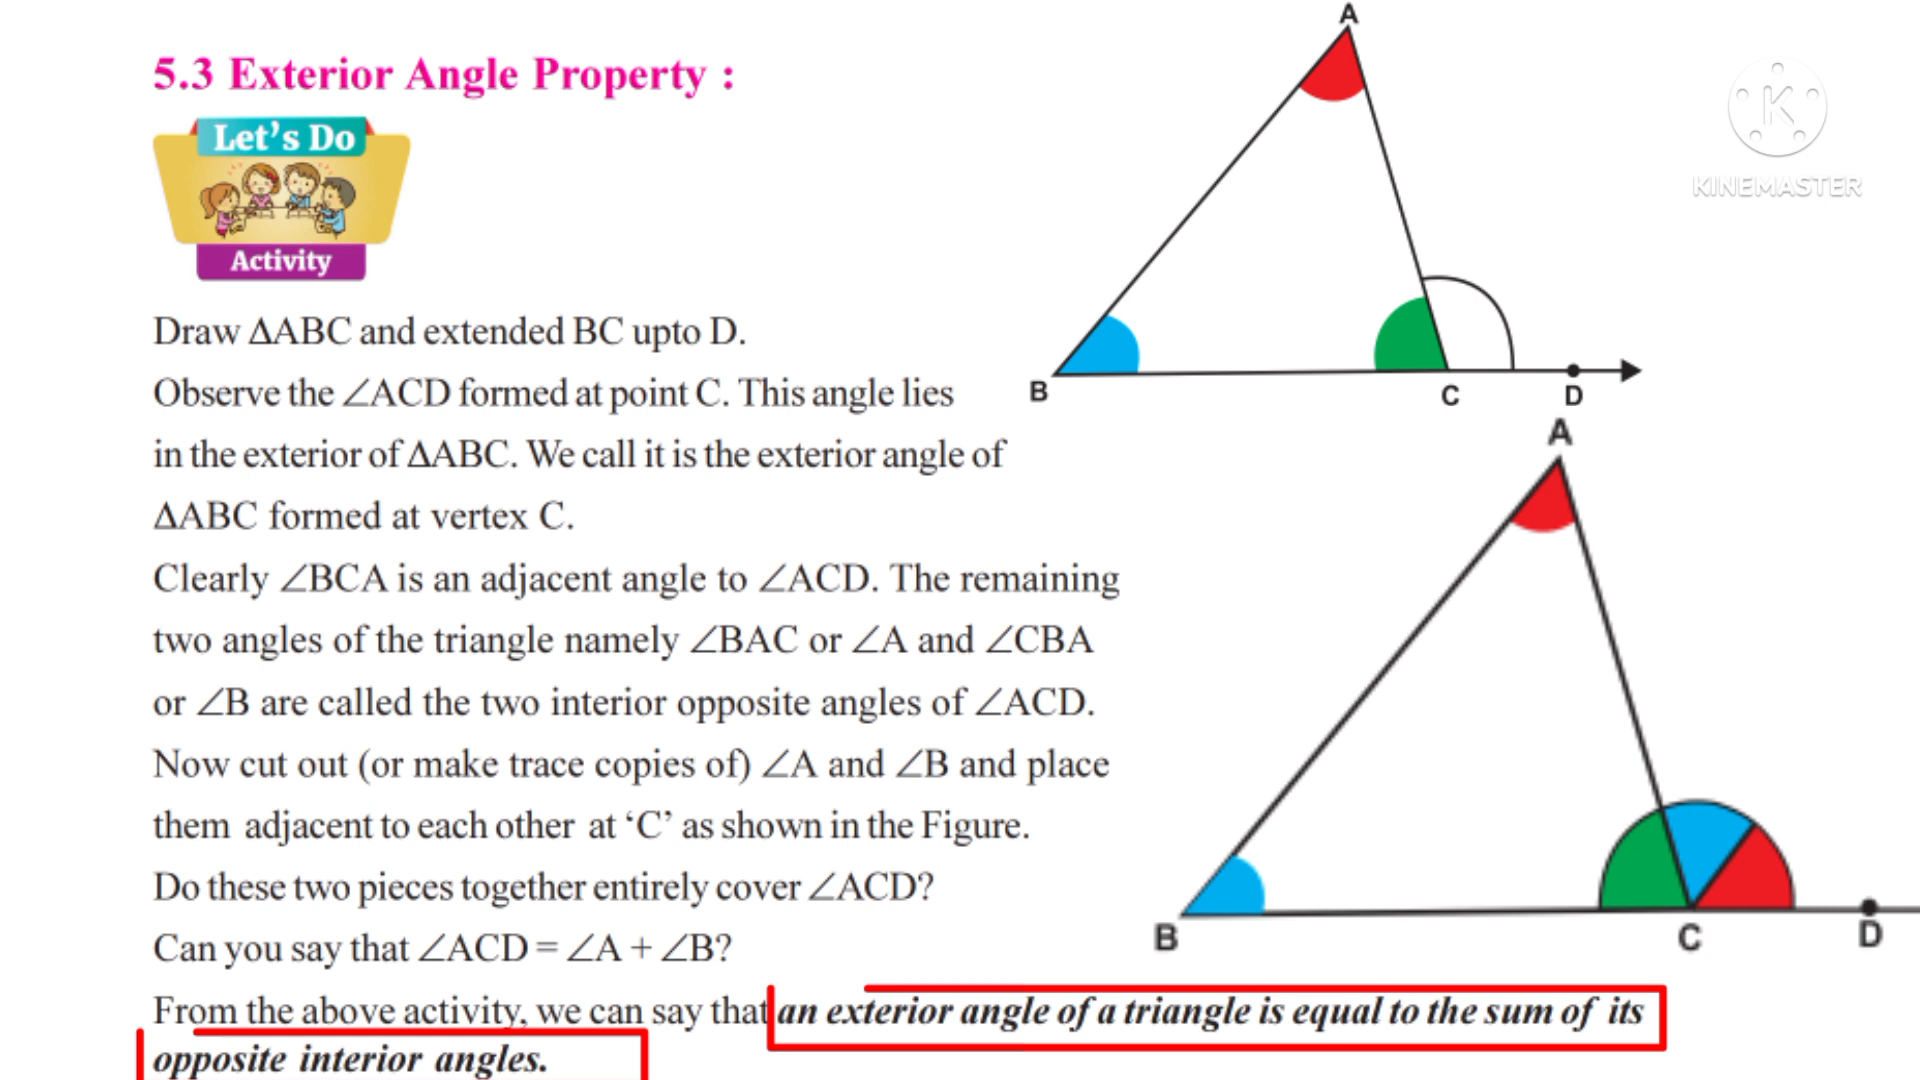 5.3 Exterior Angle Property :
Let's Do
Activity
Draw ΔABC and extended BC upto D.
Observe the ∠ACD formed at point C. This angle lies
in the exterior of ΔABC. We call it is the exterior angle of
ΔABC formed at vertex C.
Clearly ∠BCA is an adjacent angle to ∠ACD. The remaining
two angles of the triangle namely ∠BAC or ∠A and ∠CBA
or ∠B are called the two interior opposite angles of ∠ACD.
Now cut out (or make trace copies of) ∠A and ∠B and place
them adjacent to each other at ‘C’ as shown in the Figure.
Do these two pieces together entirely cover ∠ACD?
Can you say that ∠ACD = ∠A + ∠B?
From the above activity, we can say that an exterior angle of a triangle is equal to the sum of its
opposite interior angles.
A
B
C
D
A
B
C
D
K
KINEMASTER